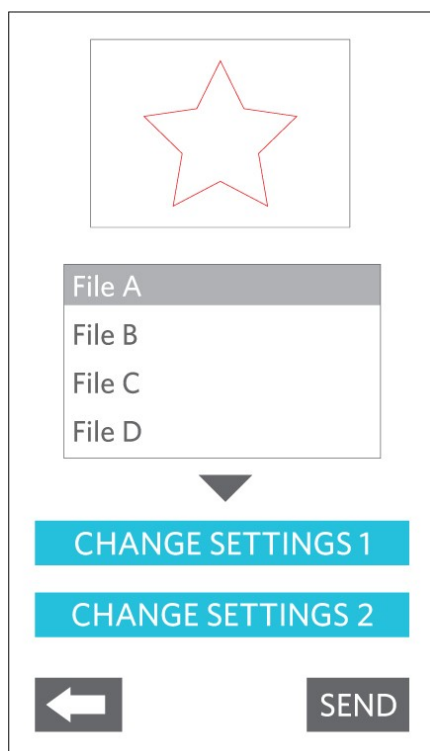 File A
File B
File C
File D
CHANGE SETTINGS 1
CHANGE SETTINGS 2
SEND